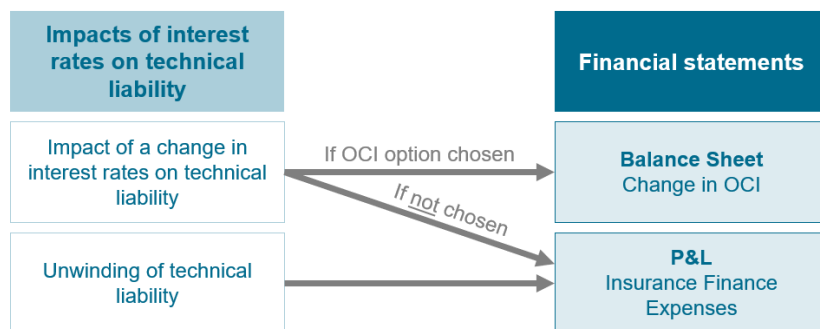 Impacts of interest
rates on technical
liability
Financial statements
Impact of a change in
interest rates on technical
liability
If OCI option chosen
If not chosen
Balance Sheet
Change in OCI
Unwinding of technical
liability
P&L
Insurance Finance
Expenses